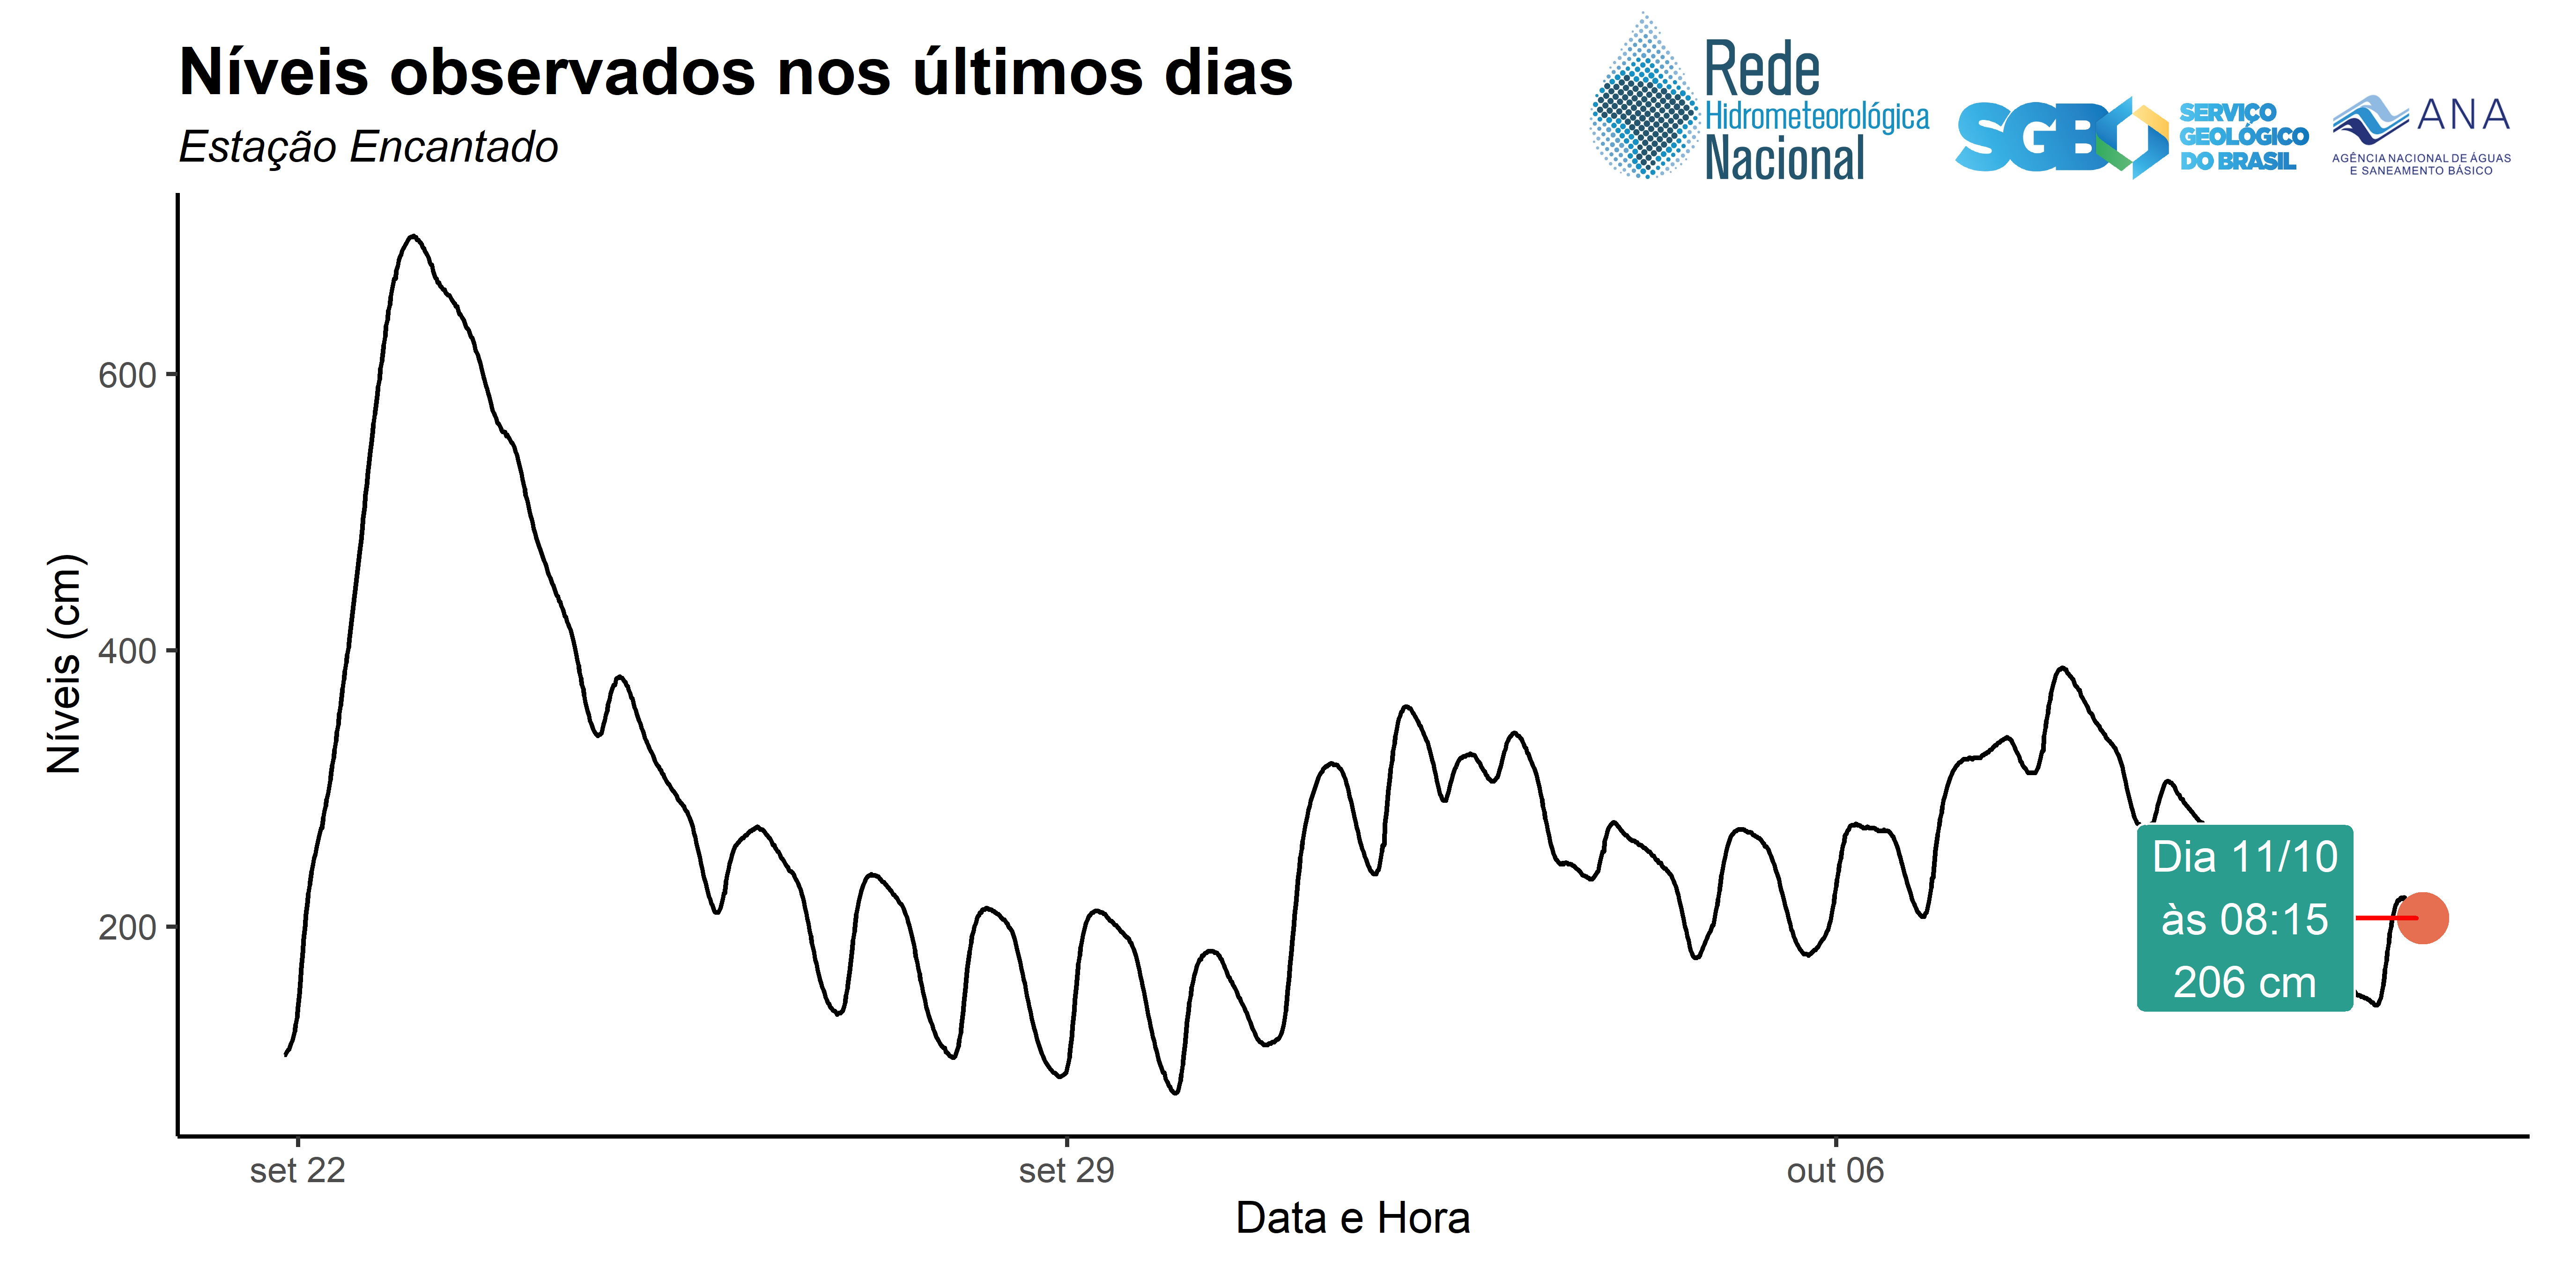 Níveis observados nos últimos dias
Estação Encantado
Rede
Hidrometeorológica
Nacional
SGB
SERVIÇO
GEOLÓGICO
DO BRASIL
ANA
AGÊNCIA NACIONAL DE ÁGUAS
E SANEAMENTO BÁSICO
Níveis (cm)
600
400
200
Dia 11/10
às 08:15
206 cm
set 22
set 29
out 06
Data e Hora